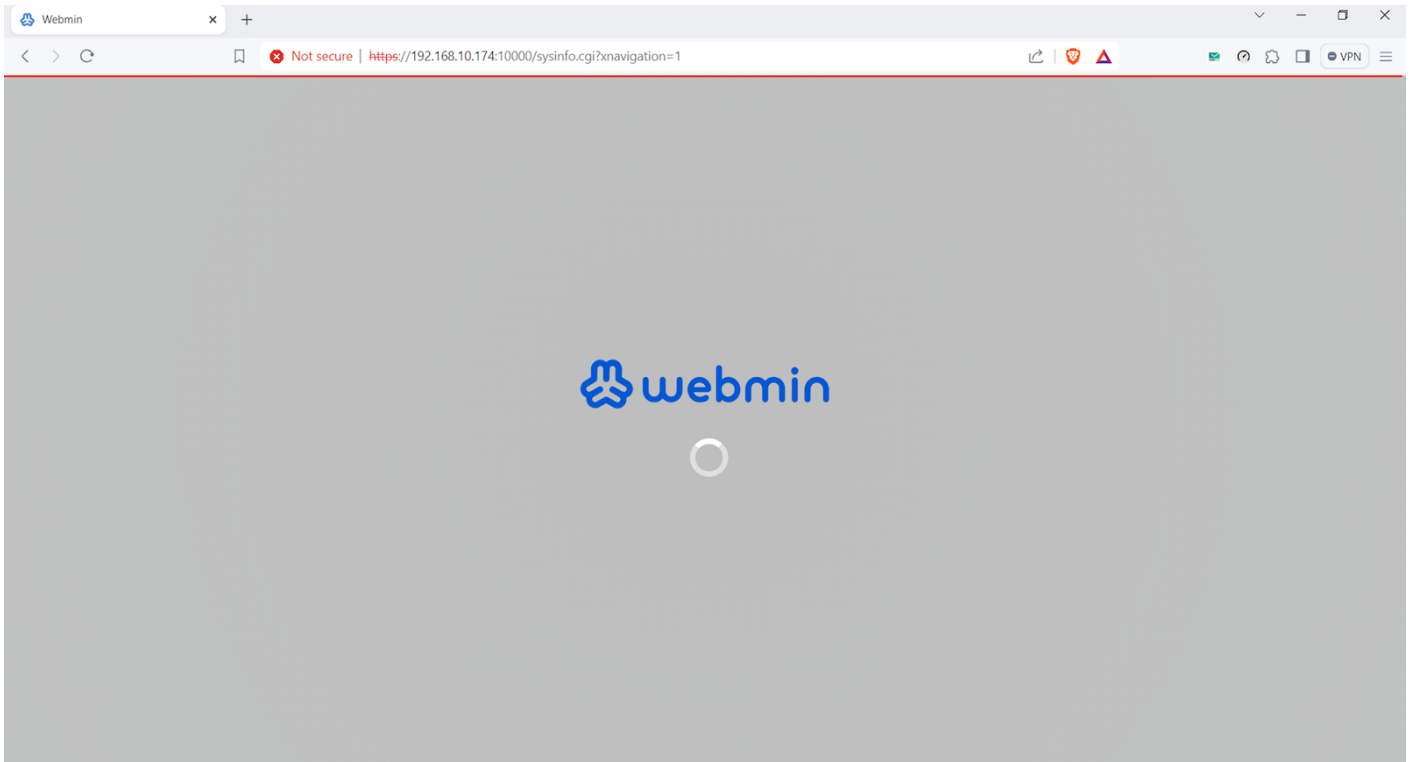 Webmin
Not secure | https://192.168.10.174:10000/sysinfo.cgi?xnavigation=1
VPN
webmin